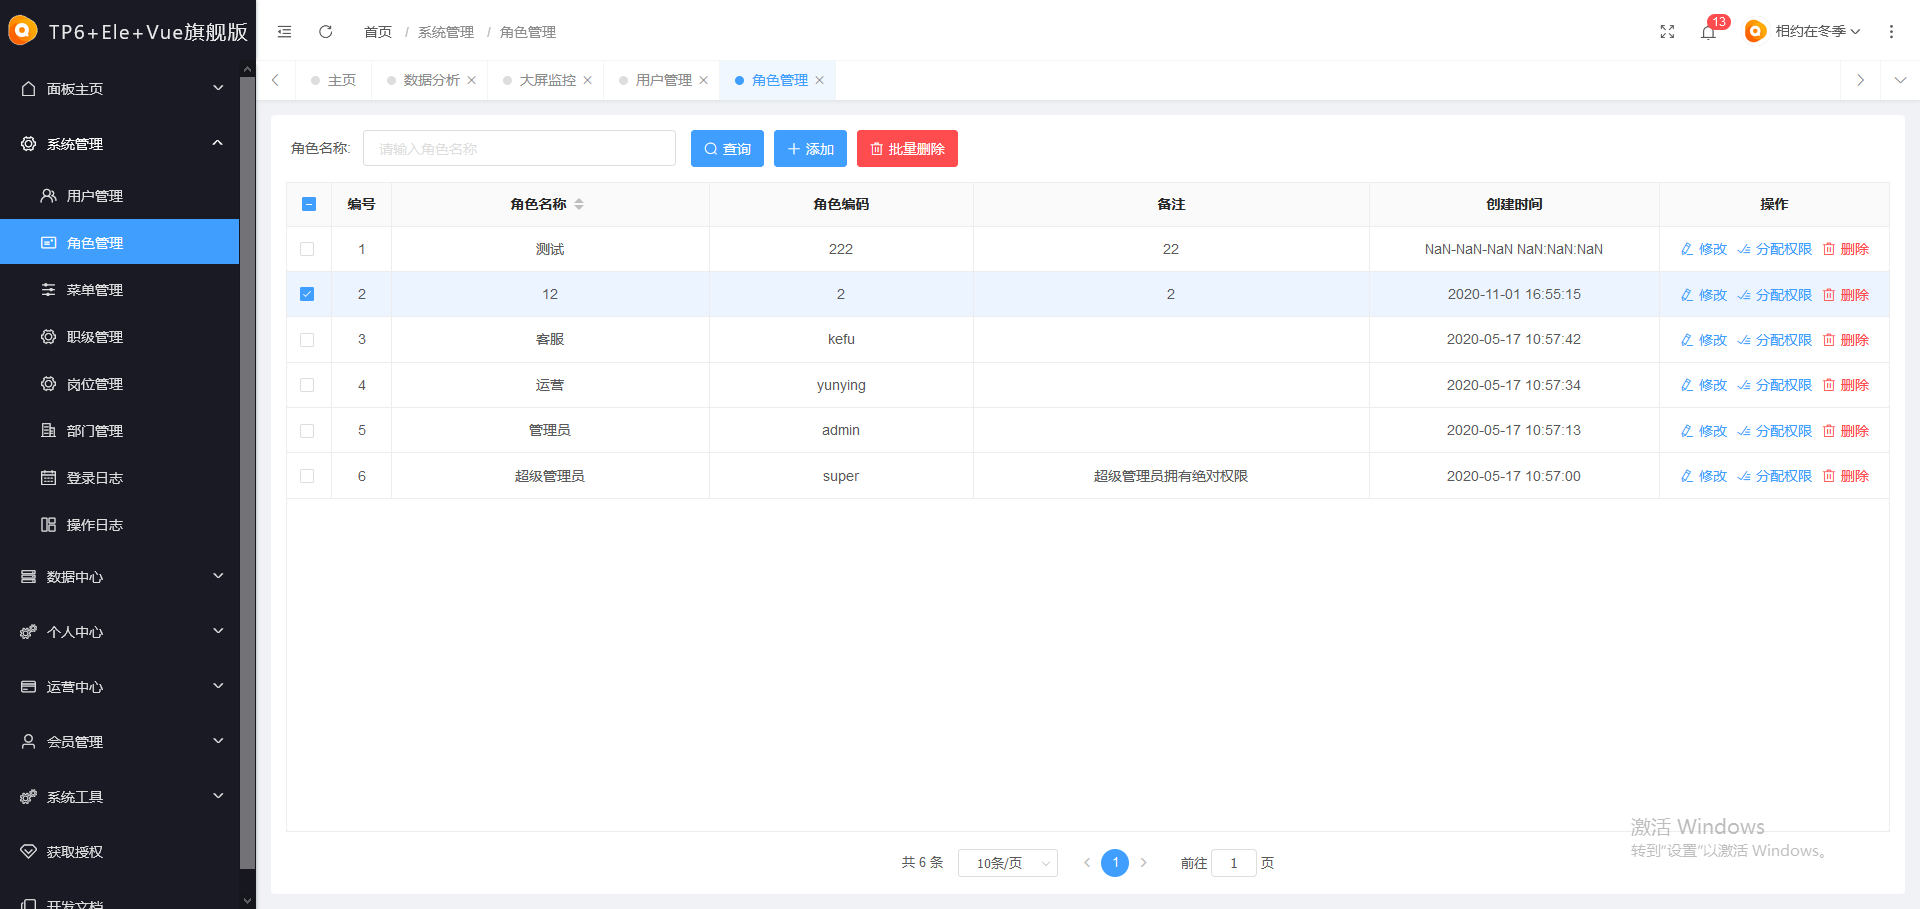 TP6+Ele+Vue旗舰版
面板主页
系统管理
用户管理
角色管理
菜单管理
职级管理
岗位管理
部门管理
登录日志
操作日志
数据中心
个人中心
运营中心
会员管理
系统工具
获取授权
开发文档
首页 / 系统管理 / 角色管理
13
相约在冬季
主页 数据分析 大屏监控 用户管理 角色管理
角色名称: 请输入角色名称 查询 添加 批量删除
编号 角色名称 角色编码 备注 创建时间 操作
1 测试 222 22 NaN-NaN-NaN NaN:NaN:NaN 修改 分配权限 删除
2 12 2 2 2020-11-01 16:55:15 修改 分配权限 删除
3 客服 kefu 2020-05-17 10:57:42 修改 分配权限 删除
4 运营 yunying 2020-05-17 10:57:34 修改 分配权限 删除
5 管理员 admin 2020-05-17 10:57:13 修改 分配权限 删除
6 超级管理员 super 超级管理员拥有绝对权限 2020-05-17 10:57:00 修改 分配权限 删除
共 6 条 10条/页 1 前往 1 页
激活 Windows
转到“设置”以激活 Windows。